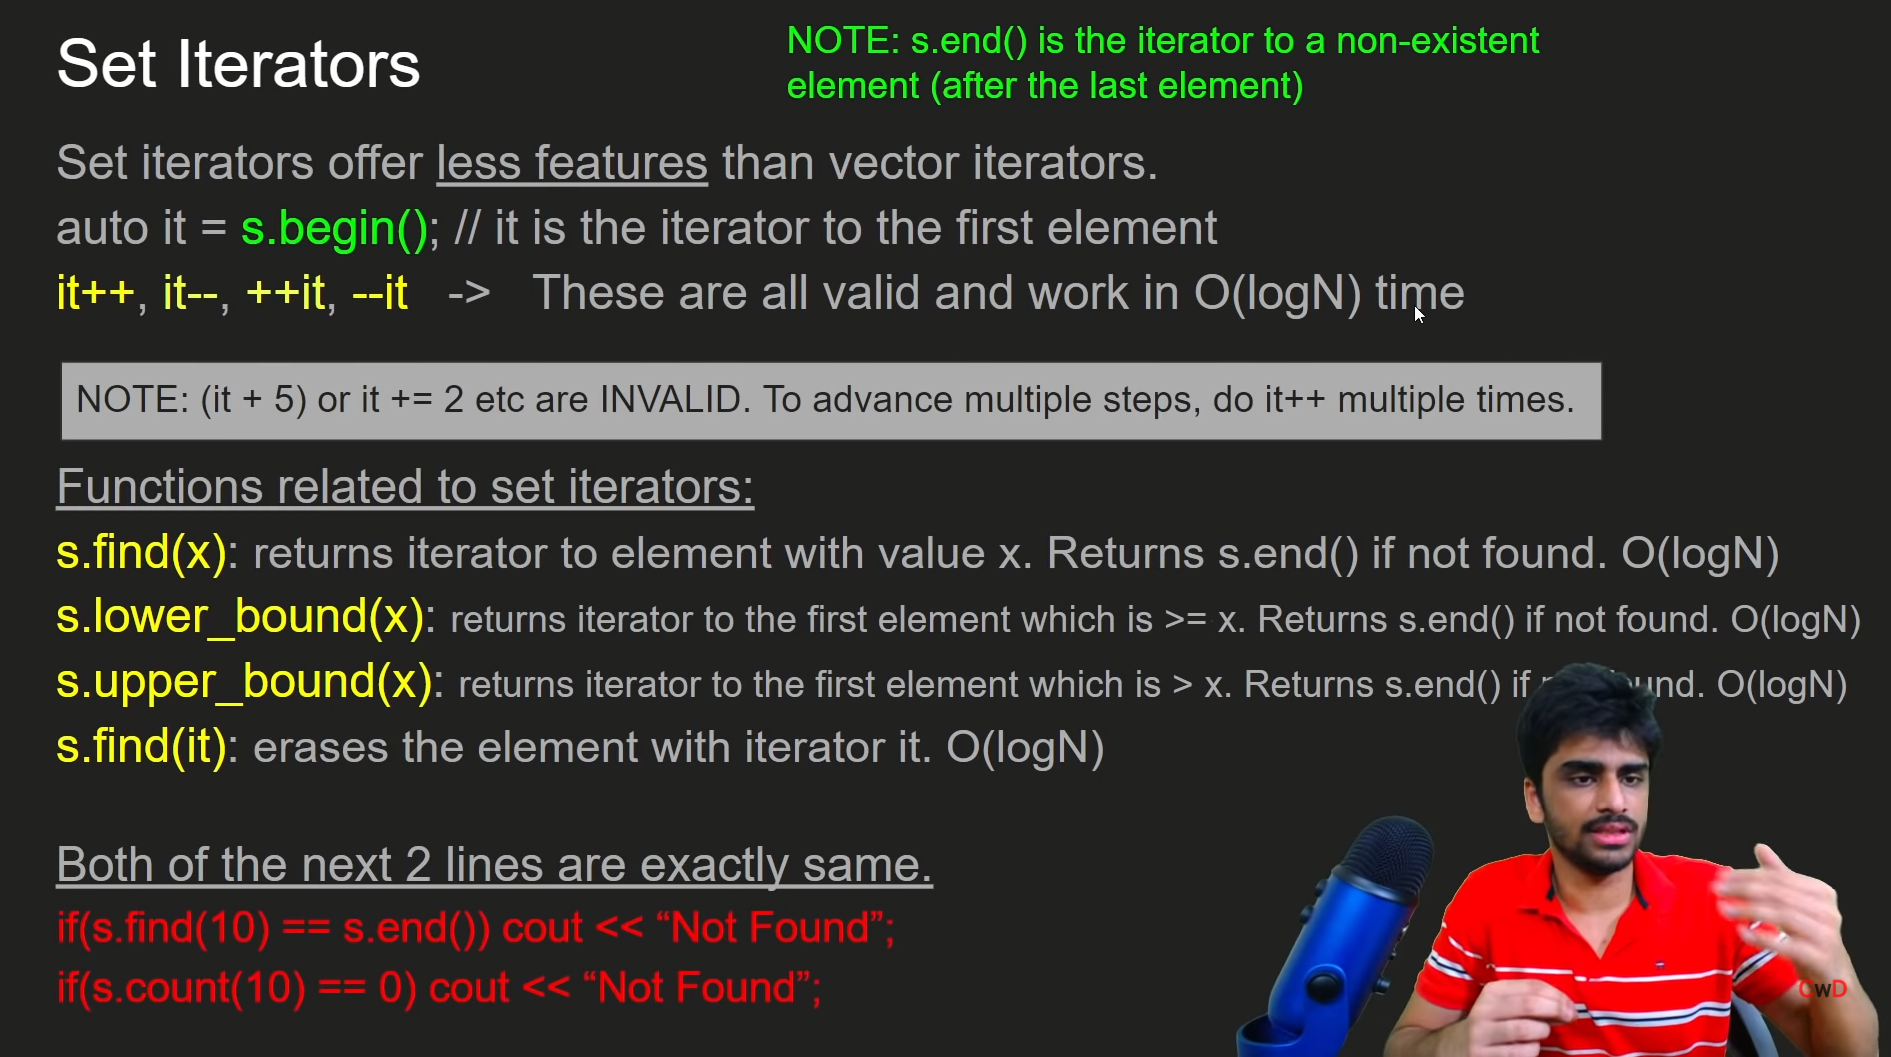 Set Iterators
NOTE: s.end() is the iterator to a non-existent
element (after the last element)
Set iterators offer less features than vector iterators.
auto it = s.begin(); // it is the iterator to the first element
it++, it--, ++it, --it -> These are all valid and work in O(logN) time
NOTE: (it + 5) or it += 2 etc are INVALID. To advance multiple steps, do it++ multiple times.
Functions related to set iterators:
s.find(x): returns iterator to element with value x. Returns s.end() if not found. O(logN)
s.lower_bound(x): returns iterator to the first element which is >= x. Returns s.end() if not found. O(logN)
s.upper_bound(x): returns iterator to the first element which is > x. Returns s.end() if O(logN)
s.find(it): erases the element with iterator it. O(logN)
Both of the next 2 lines are exactly same.
if(s.find(10) == s.end()) cout << “Not Found”;
if(s.count(10) == 0) cout << “Not Found”;
CwD